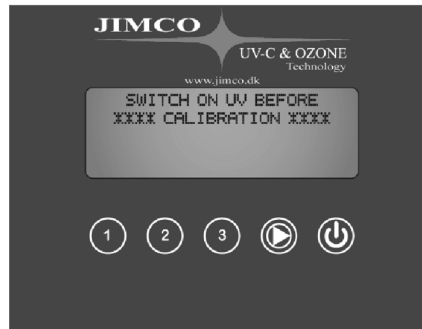 JIMCO
UV-C & OZONE
Technology
www.jimco.dk
SWITCH ON UV BEFORE
XXXX CALIBRATION XXXX
1 2 3